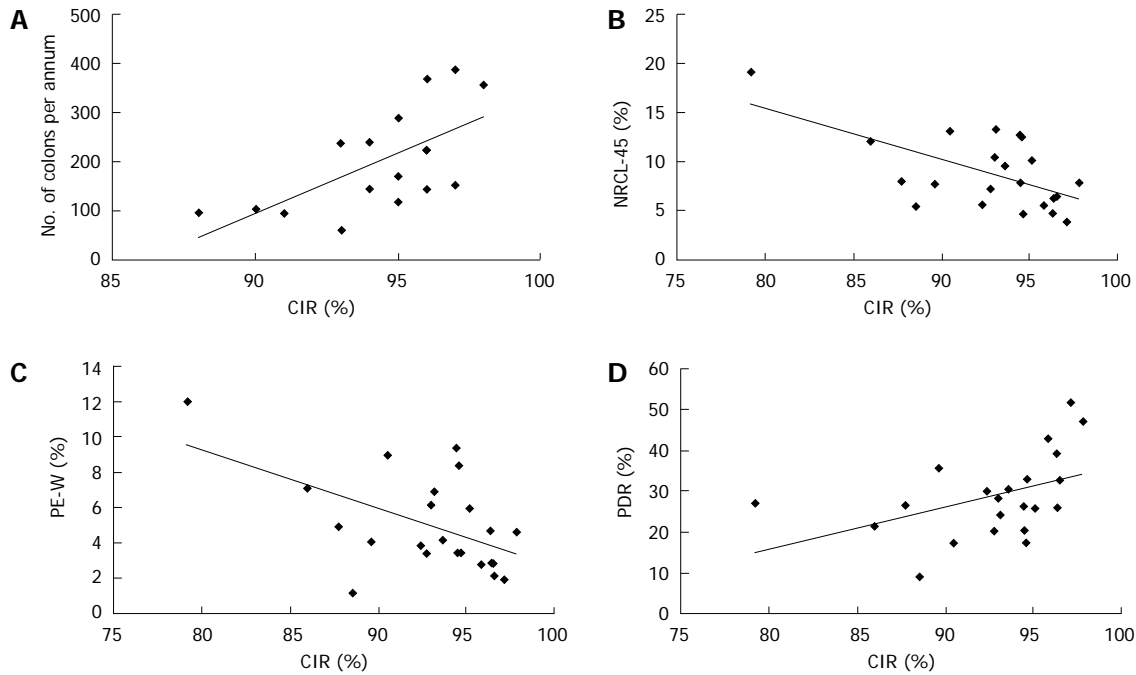 A
No. of colons per annum
500
400
300
200
100
0
85 90 95 100
CIR (%)
B
NRCL-45 (%)
25
20
15
10
5
0
75 80 85 90 95 100
CIR (%)
C
PE-W (%)
14
12
10
8
6
4
2
0
75 80 85 90 95 100
CIR (%)
D
PDR (%)
60
50
40
30
20
10
0
75 80 85 90 95 100
CIR (%)